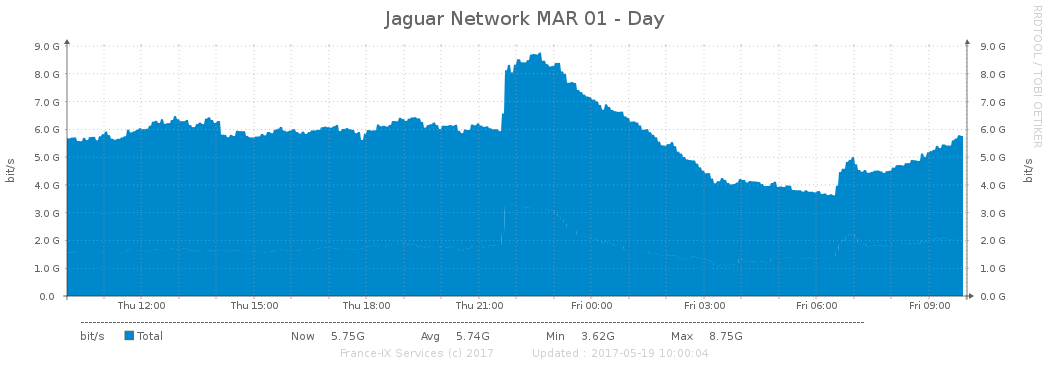 Jaguar Network MAR 01 - Day
RRDTOOL / TOBI OETIKER
9.0 G 9.0 G
8.0 G 8.0 G
7.0 G 7.0 G
6.0 G 6.0 G
5.0 G 5.0 G
4.0 G 4.0 G
3.0 G 3.0 G
2.0 G 2.0 G
1.0 G 1.0 G
0.0 0.0 G
bit/s bit/s
Thu 12:00 Thu 15:00 Thu 18:00 Thu 21:00 Fri 00:00 Fri 03:00 Fri 06:00 Fri 09:00
bit/s Total Now 5.75G Avg 5.74G Min 3.62G Max 8.75G
France-IX Services (c) 2017 Updated : 2017-05-19 10:00:04